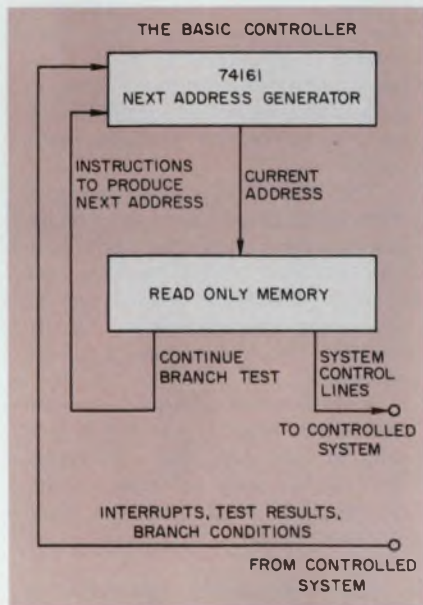 THE BASIC CONTROLLER
74161
NEXT ADDRESS GENERATOR
INSTRUCTIONS
TO PRODUCE
NEXT ADDRESS
CURRENT
ADDRESS
READ ONLY MEMORY
CONTINUE
BRANCH TEST
SYSTEM
CONTROL
LINES
TO CONTROLLED
SYSTEM
INTERRUPTS, TEST RESULTS,
BRANCH CONDITIONS
FROM CONTROLLED
SYSTEM